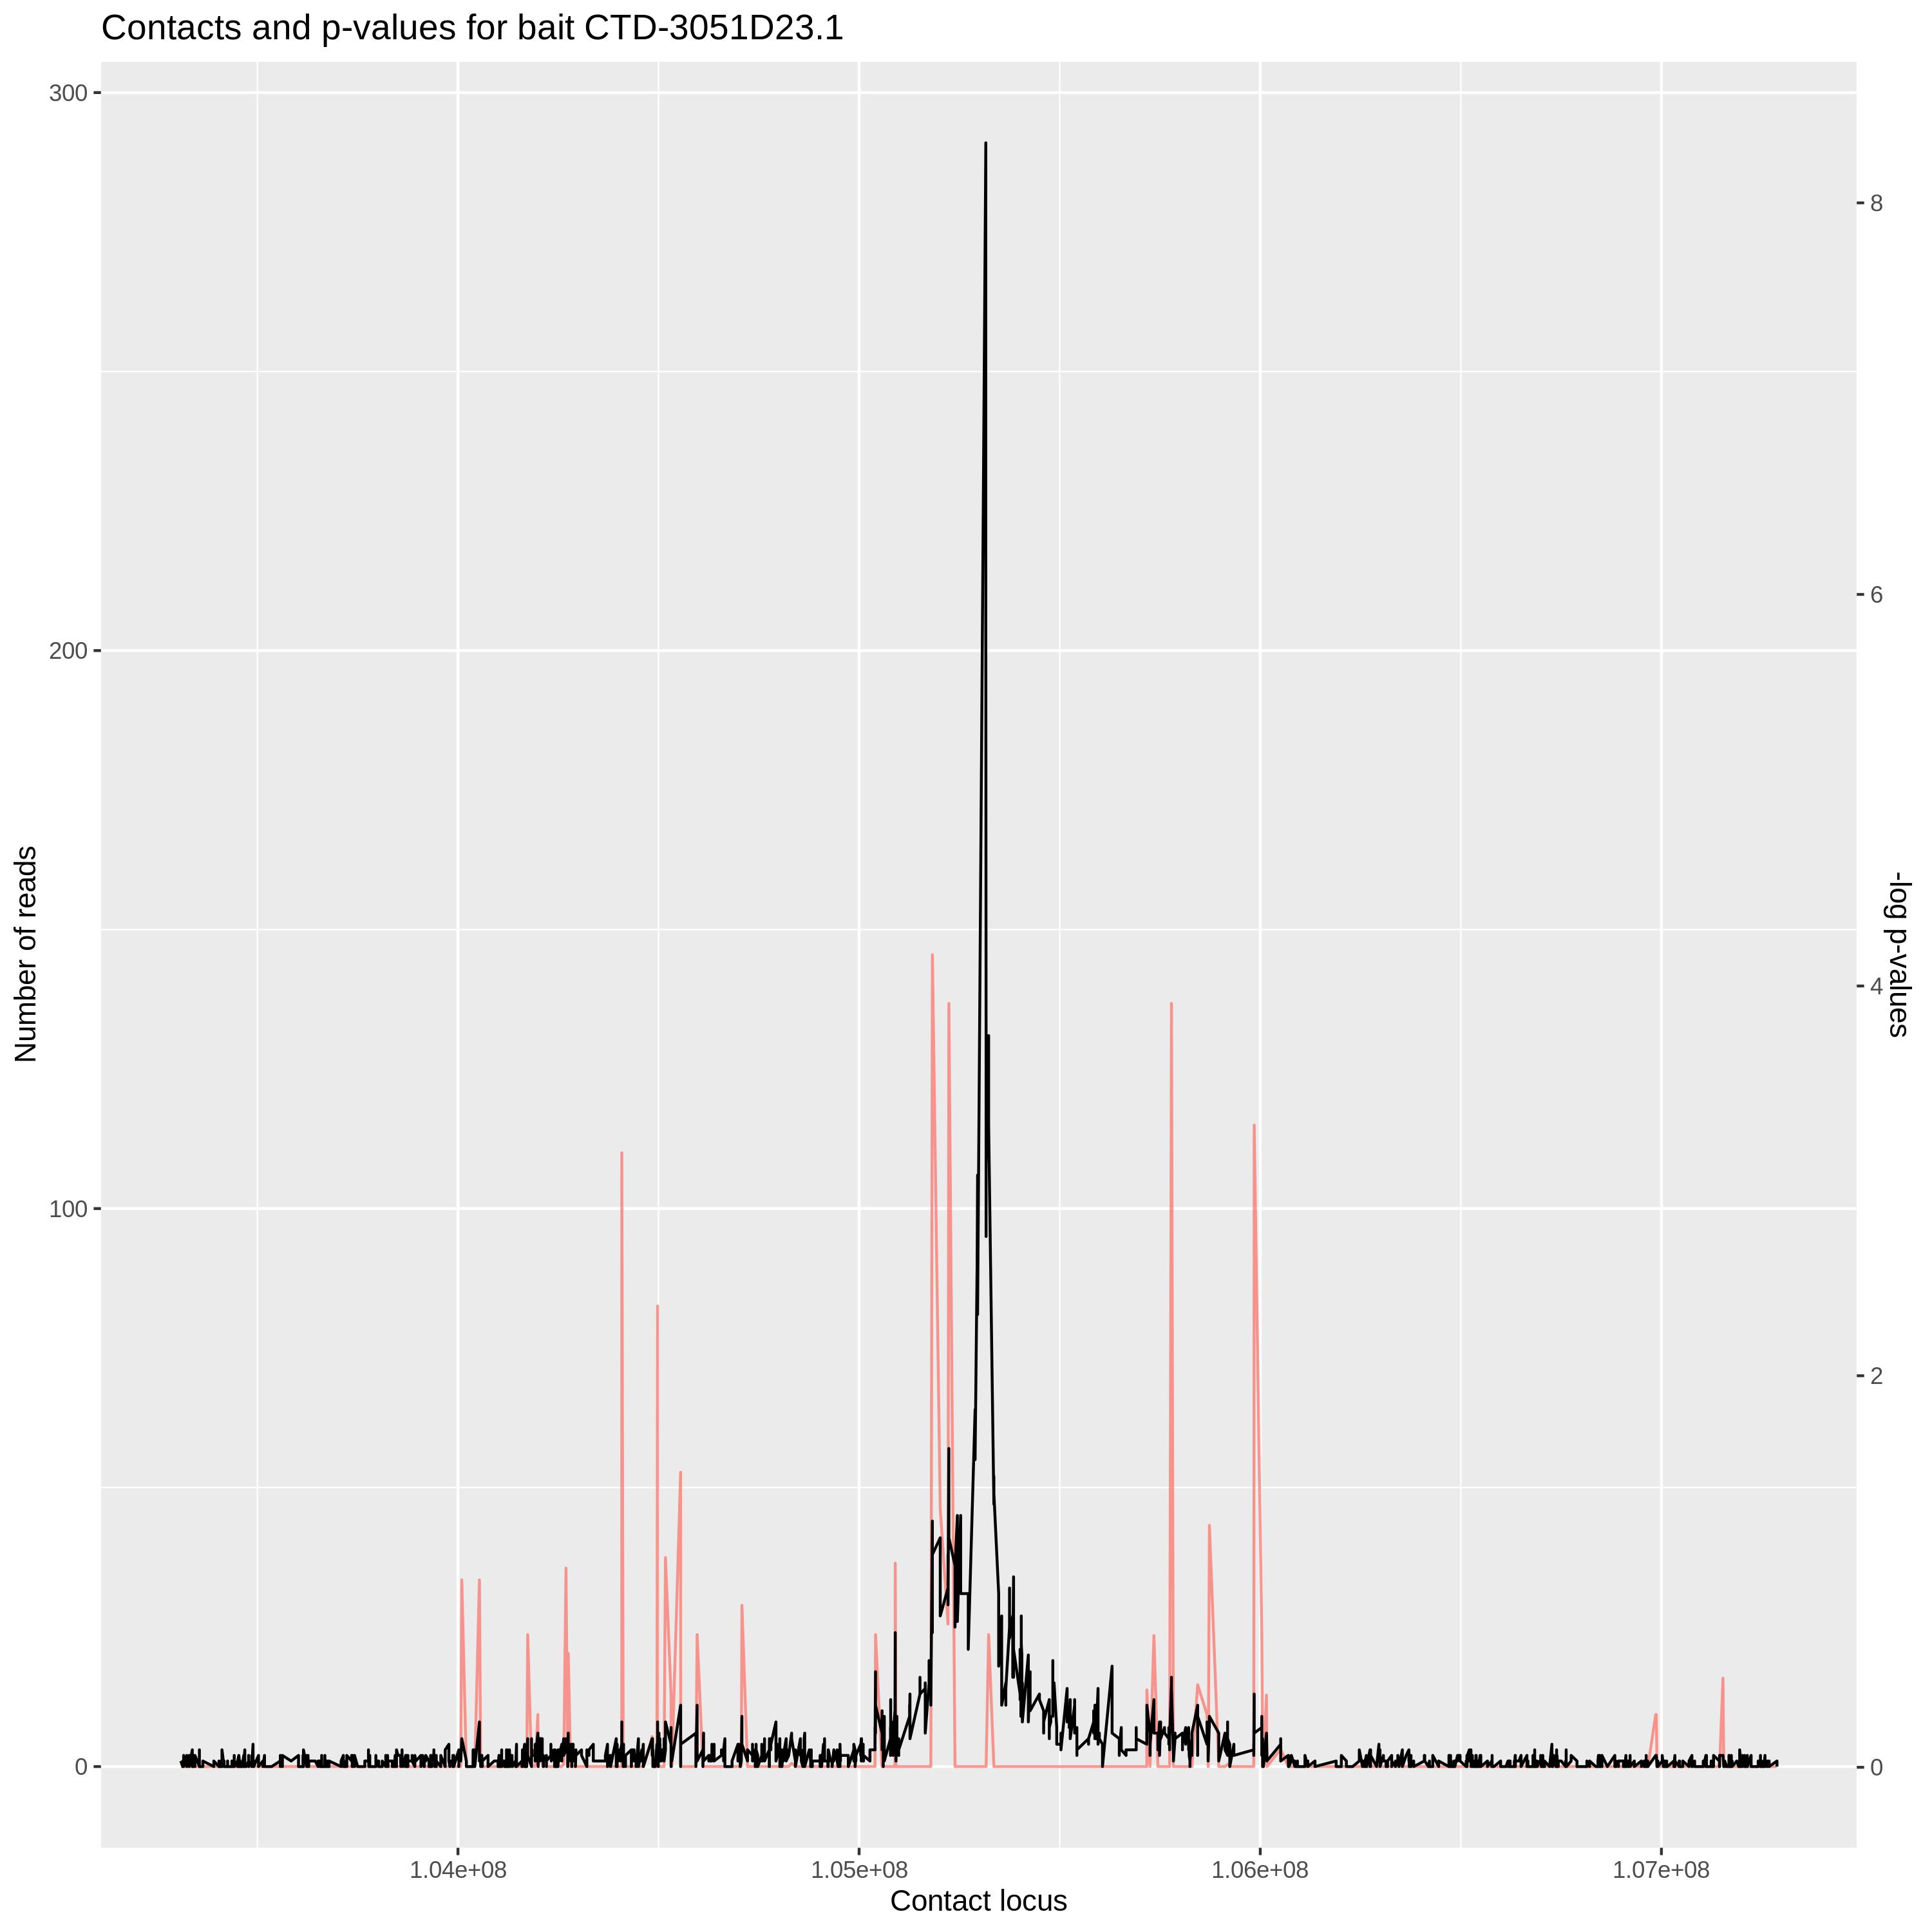 Contacts and p-values for bait CTD-3051D23.1
300
200
100
0
Number of reads
8
6
4
2
0
-log p-values
1.04e+08
1.05e+08
1.06e+08
1.07e+08
Contact locus